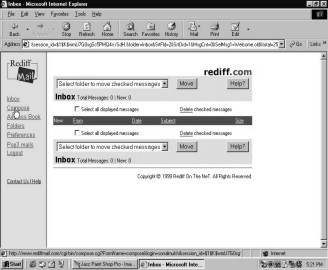 Inbox - Microsoft Internet Explorer
File Edit View Favorites Tools Help
Back Stop Refresh Home Search Favorites History Mail Print Edit
Address Go Links
Rediff Mail
rediff.com
Select folder to move checked messages Move Help?
Inbox Total Messages: 0 | New: 0
Inbox
Compose
Address Book
Folders
Preferences
Pop3 mails
Logout
Contact Us | Help
Select all displayed messages Delete checked messages
New From Date Subject Size
Select all displayed messages Delete checked messages
Select folder to move checked messages Move Help?
Inbox Total Messages: 0 | New: 0
Copyright © 1999 Rediff On The NeT. All Rights Reserved.
Internet
Start Jasc Paint Shop Pro - Ima... Inbox - Microsoft Inte... 5:21 PM